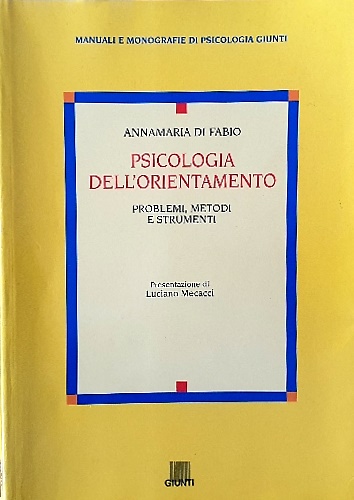 MANUALI E MONOGRAFIE DI PSICOLOGIA GIUNTI
ANNAMARIA DI FABIO
PSICOLOGIA
DELL'ORIENTAMENTO
PROBLEMI, METODI
E STRUMENTI
Presentazione di
Luciano Mecacci
GIUNTI